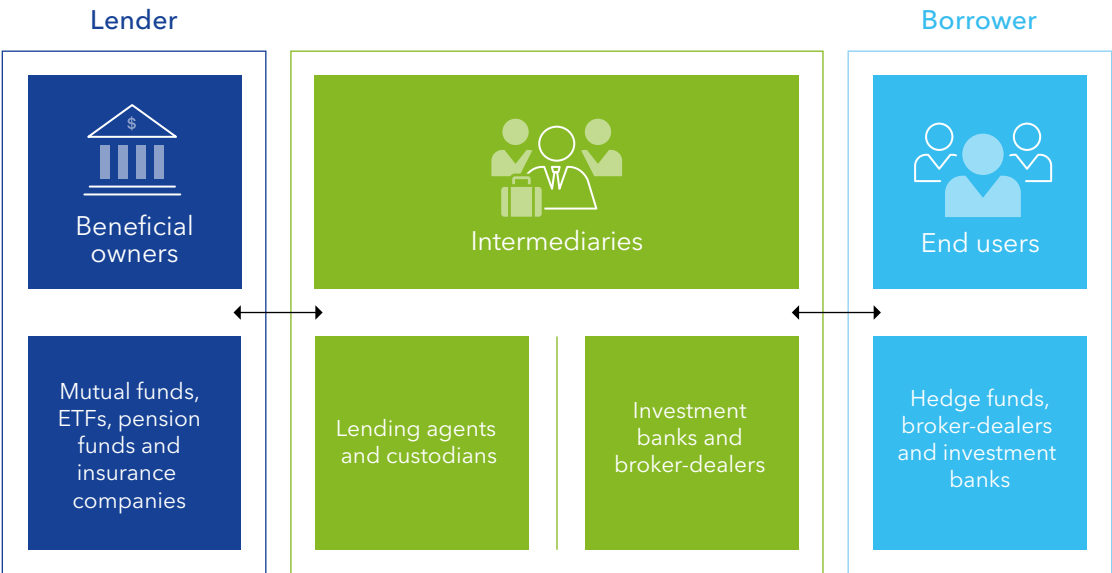 Lender
Borrower
$
Beneficial
owners
Intermediaries
End users
Mutual funds,
ETFs, pension
funds and
insurance
companies
Lending agents
and custodians
Investment
banks and
broker-dealers
Hedge funds,
broker-dealers
and investment
banks